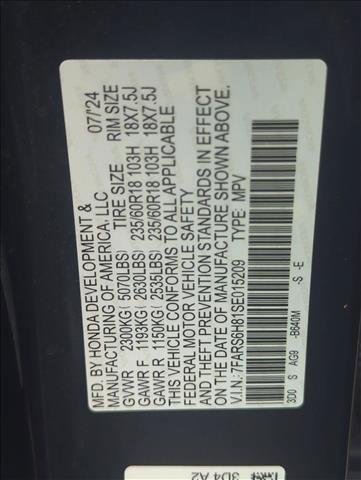 MFD. BY HONDA DEVELOPMENT & 07/'24
MANUFACTURING OF AMERICA, LLC
TIRE SIZE RIM SIZE
GVWR 2300KG( 5070LBS)
GAWR F 1193KG( 2630LBS) 235/60R18 103H 18X7.5J
GAWR R 1150KG( 2535LBS) 235/60R18 103H 18X7.5J
THIS VEHICLE CONFORMS TO ALL APPLICABLE
FEDERAL MOTOR VEHICLE SAFETY
AND THEFT PREVENTION STANDARDS IN EFFECT
ON THE DATE OF MANUFACTURE SHOWN ABOVE.
V.I.N.:7FARS6H81SE015209 TYPE: MPV
3D0 S AG9 -B640M -S -E
3D4 A2